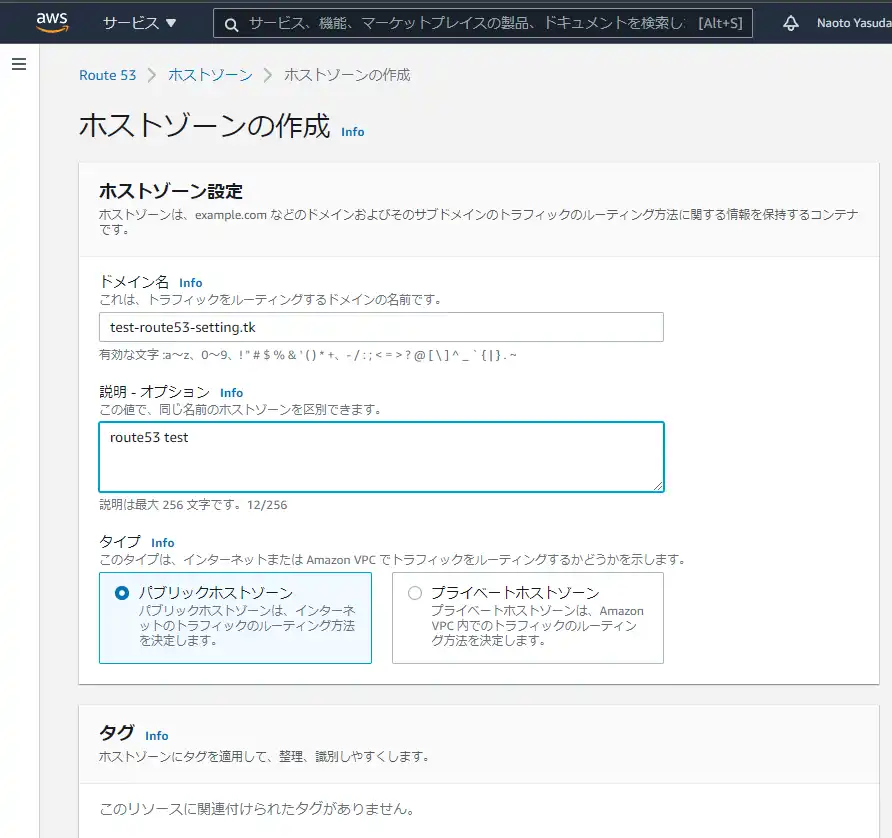 aws サービス ▼ サービス、機能、マーケットプレイスの製品、ドキュメントを検索し [Alt+S] Naoto Yasuda
Route 53 > ホストゾーン > ホストゾーンの作成
ホストゾーンの作成 Info
ホストゾーン設定
ホストゾーンは、example.com などのドメインおよびそのサブドメインのトラフィックのルーティング方法に関する情報を保持するコンテナ
です。
ドメイン名 Info
これは、トラフィックをルーティングするドメインの名前です。
test-route53-setting.tk
有効な文字 :a～z、0～9、! " # $ % & ' ( ) * +、- / : ; < = > ? @ [ \ ] ^ _ ` { | } . ~
説明 - オプション Info
この値で、同じ名前のホストゾーンを区別できます。
route53 test
説明は最大 256 文字です。12/256
タイプ Info
このタイプは、インターネットまたは Amazon VPC でトラフィックをルーティングするかどうかを示します。
パブリックホストゾーン
パブリックホストゾーンは、インターネ
ットのトラフィックのルーティング方法
を決定します。
プライベートホストゾーン
プライベートホストゾーンは、Amazon
VPC 内でのトラフィックのルーティン
グ方法を決定します。
タグ Info
ホストゾーンにタグを適用して、整理、識別しやすくします。
このリソースに関連付けられたタグがありません。